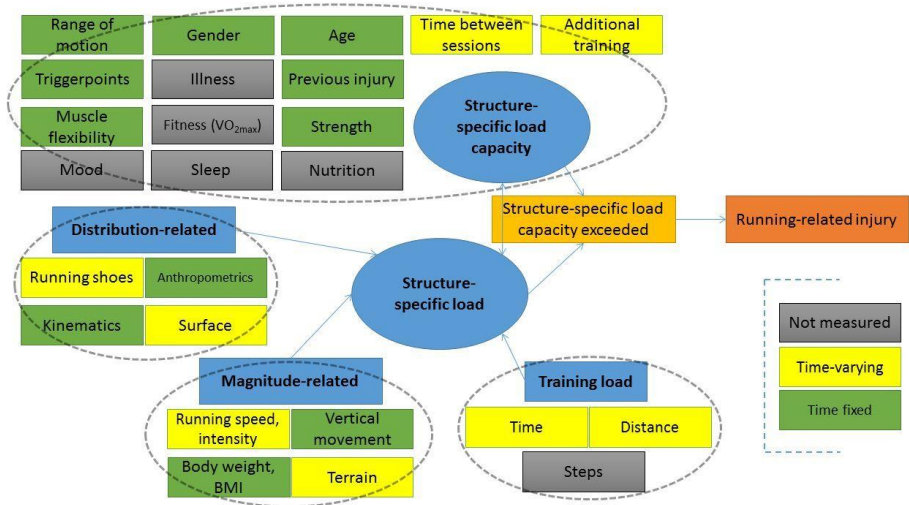 Range of
motion
Gender
Age
Time between
sessions
Additional
training
Triggerpoints
Illness
Previous injury
Muscle
flexibility
Fitness (VO2max)
Strength
Mood
Sleep
Nutrition
Structure-
specific load
capacity
Structure-specific load
capacity exceeded
Running-related injury
Distribution-related
Running shoes
Anthropometrics
Kinematics
Surface
Structure-
specific load
Magnitude-related
Running speed,
intensity
Vertical
movement
Body weight,
BMI
Terrain
Training load
Time
Distance
Steps
Not measured
Time-varying
Time fixed